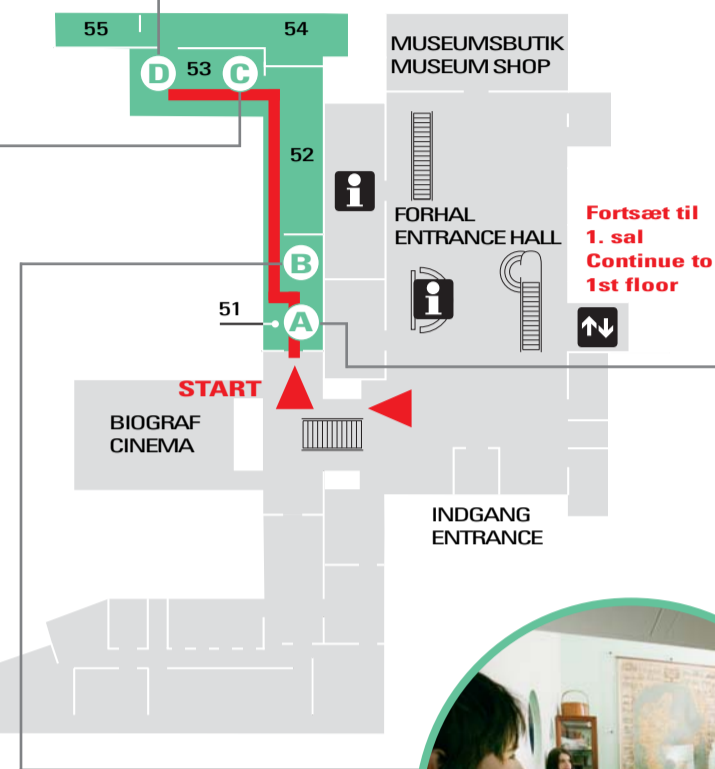 55
54
D
53
C
MUSEUMSBUTIK
MUSEUM SHOP
52
i
FORHAL
ENTRANCE HALL
Fortsæt til
1. sal
Continue to
1st floor
B
i
51
A
START
BIOGRAF
CINEMA
INDGANG
ENTRANCE